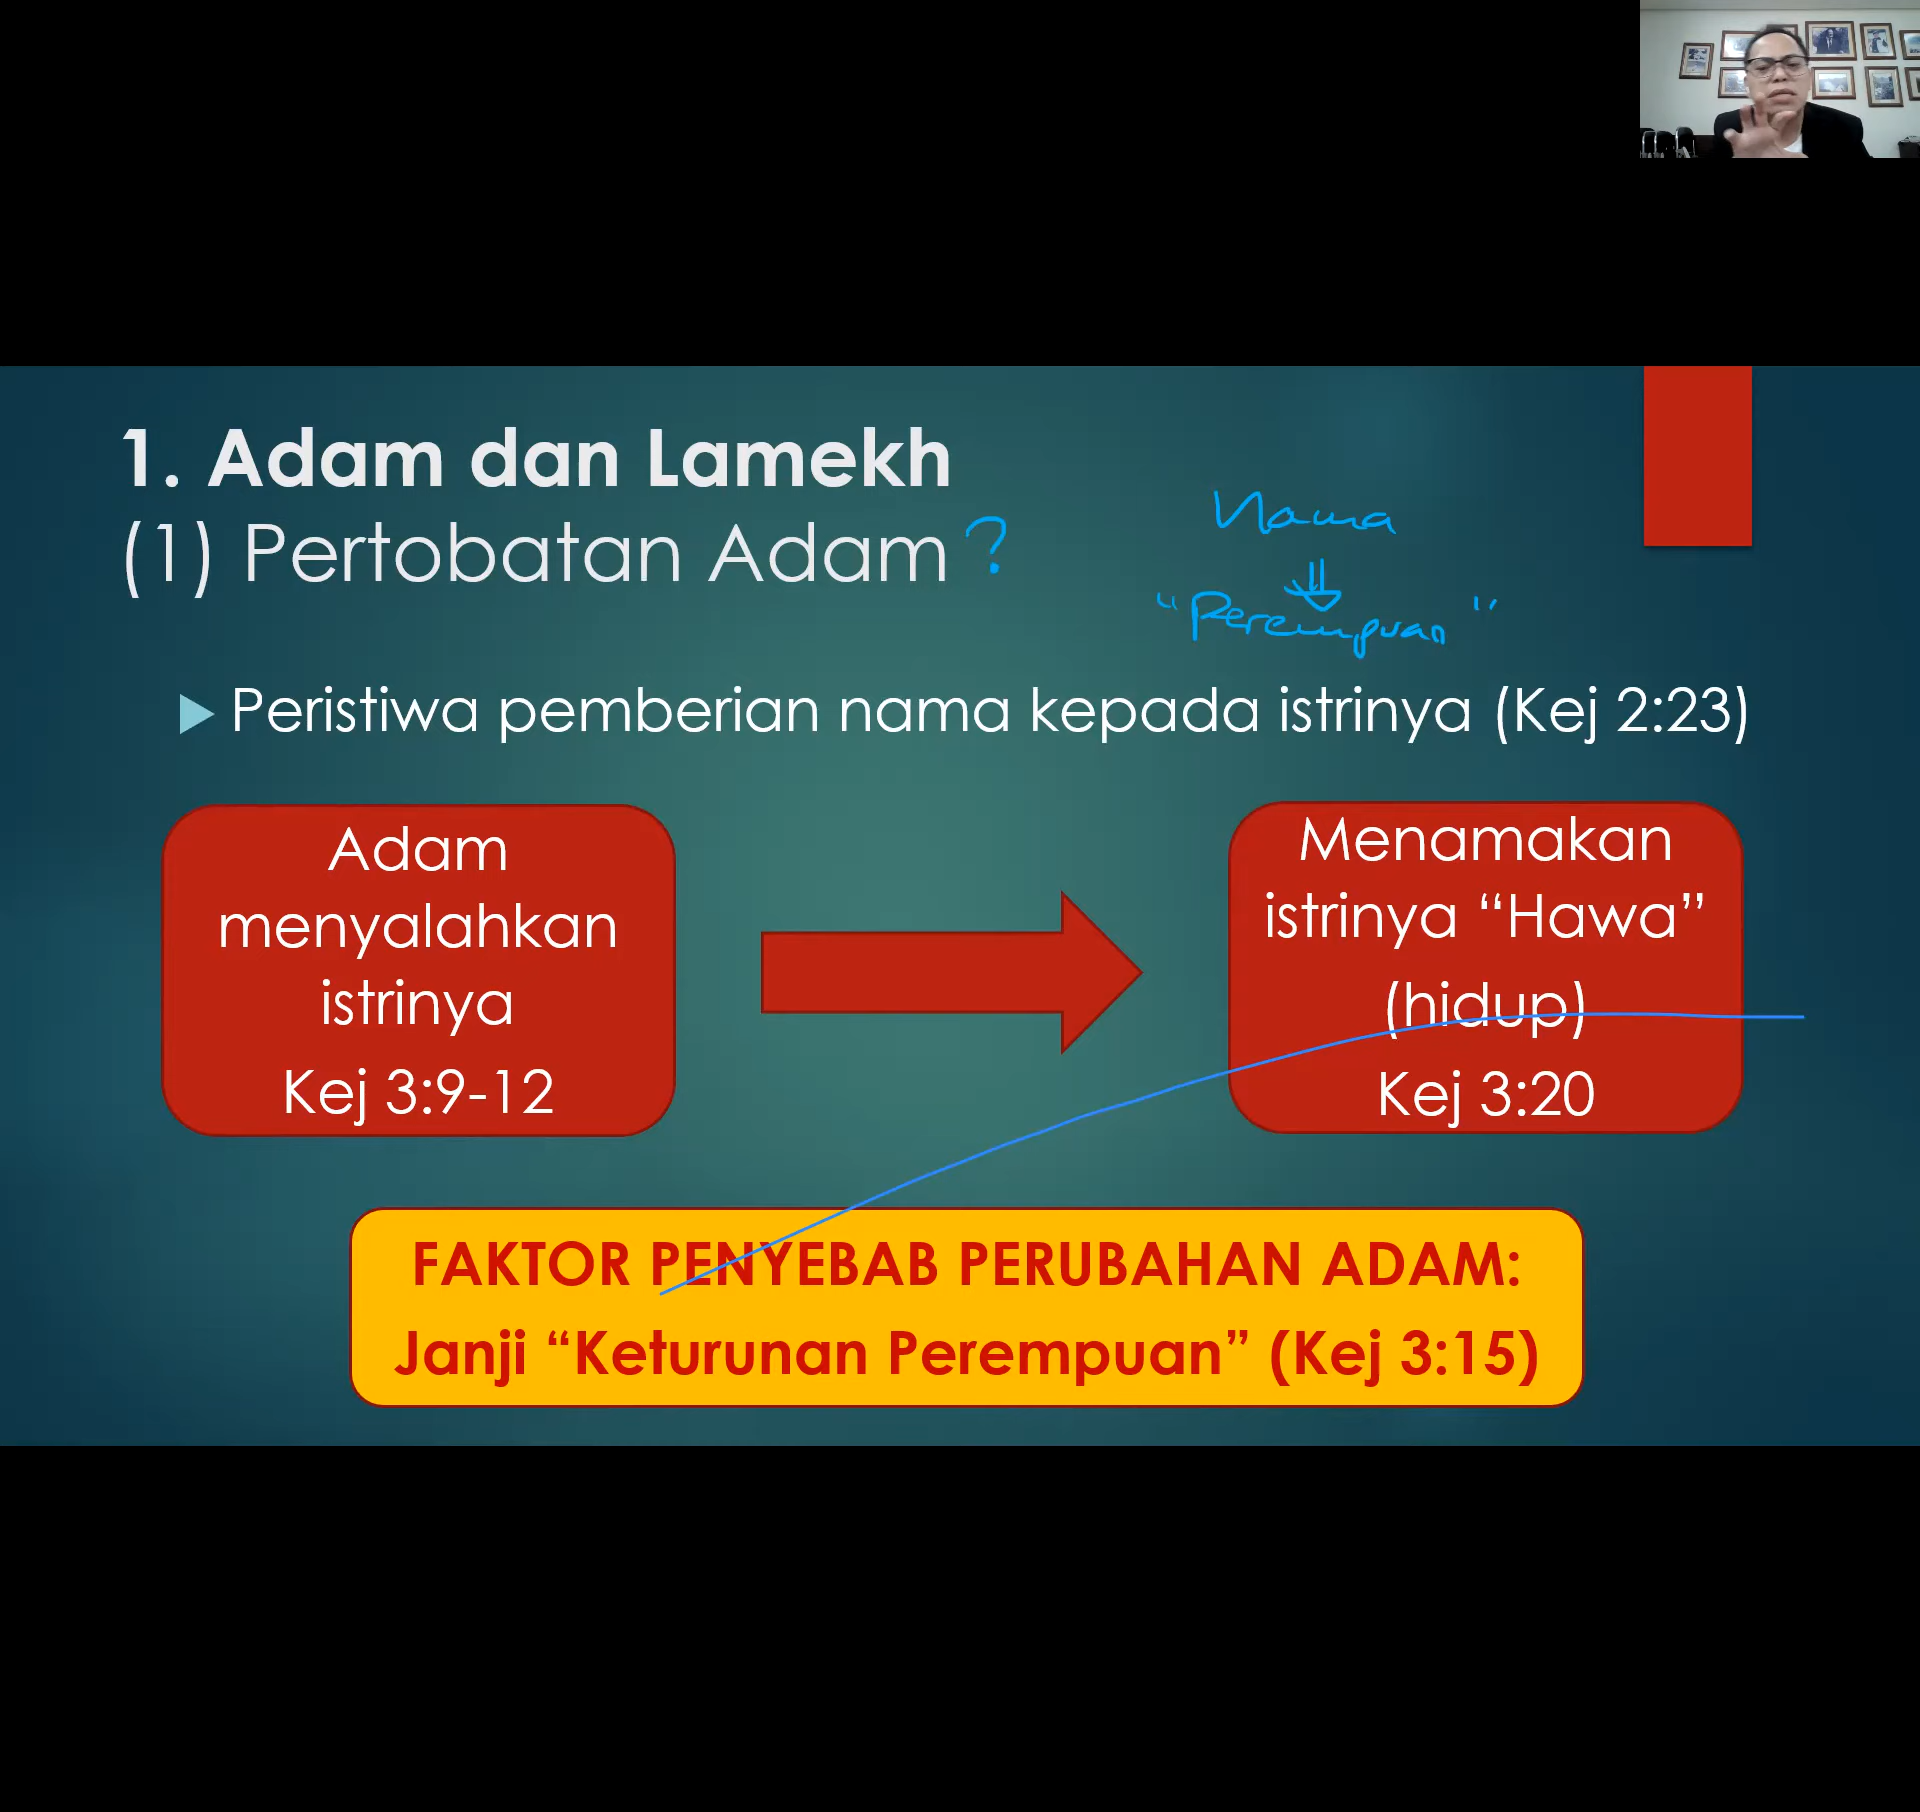 1. Adam dan Lamekh
(1) Pertobatan Adam ?
Nama
"Perempuan"
Peristiwa pemberian nama kepada istrinya (Kej 2:23)
Adam
menyalahkan
istrinya
Kej 3:9-12
Menamakan
istrinya “Hawa”
(hidup)
Kej 3:20
FAKTOR PENYEBAB PERUBAHAN ADAM:
Janji “Keturunan Perempuan” (Kej 3:15)